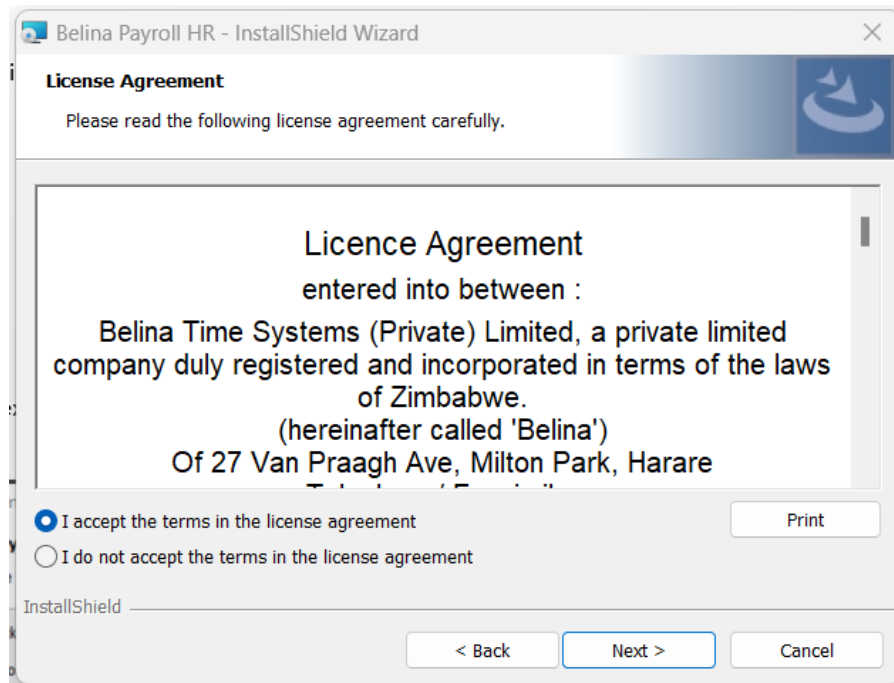 Belina Payroll HR - InstallShield Wizard
License Agreement
Please read the following license agreement carefully.
Licence Agreement
entered into between :
Belina Time Systems (Private) Limited, a private limited
company duly registered and incorporated in terms of the laws
of Zimbabwe.
(hereinafter called 'Belina')
Of 27 Van Praagh Ave, Milton Park, Harare
I accept the terms in the license agreement
Print
I do not accept the terms in the license agreement
InstallShield
< Back
Next >
Cancel